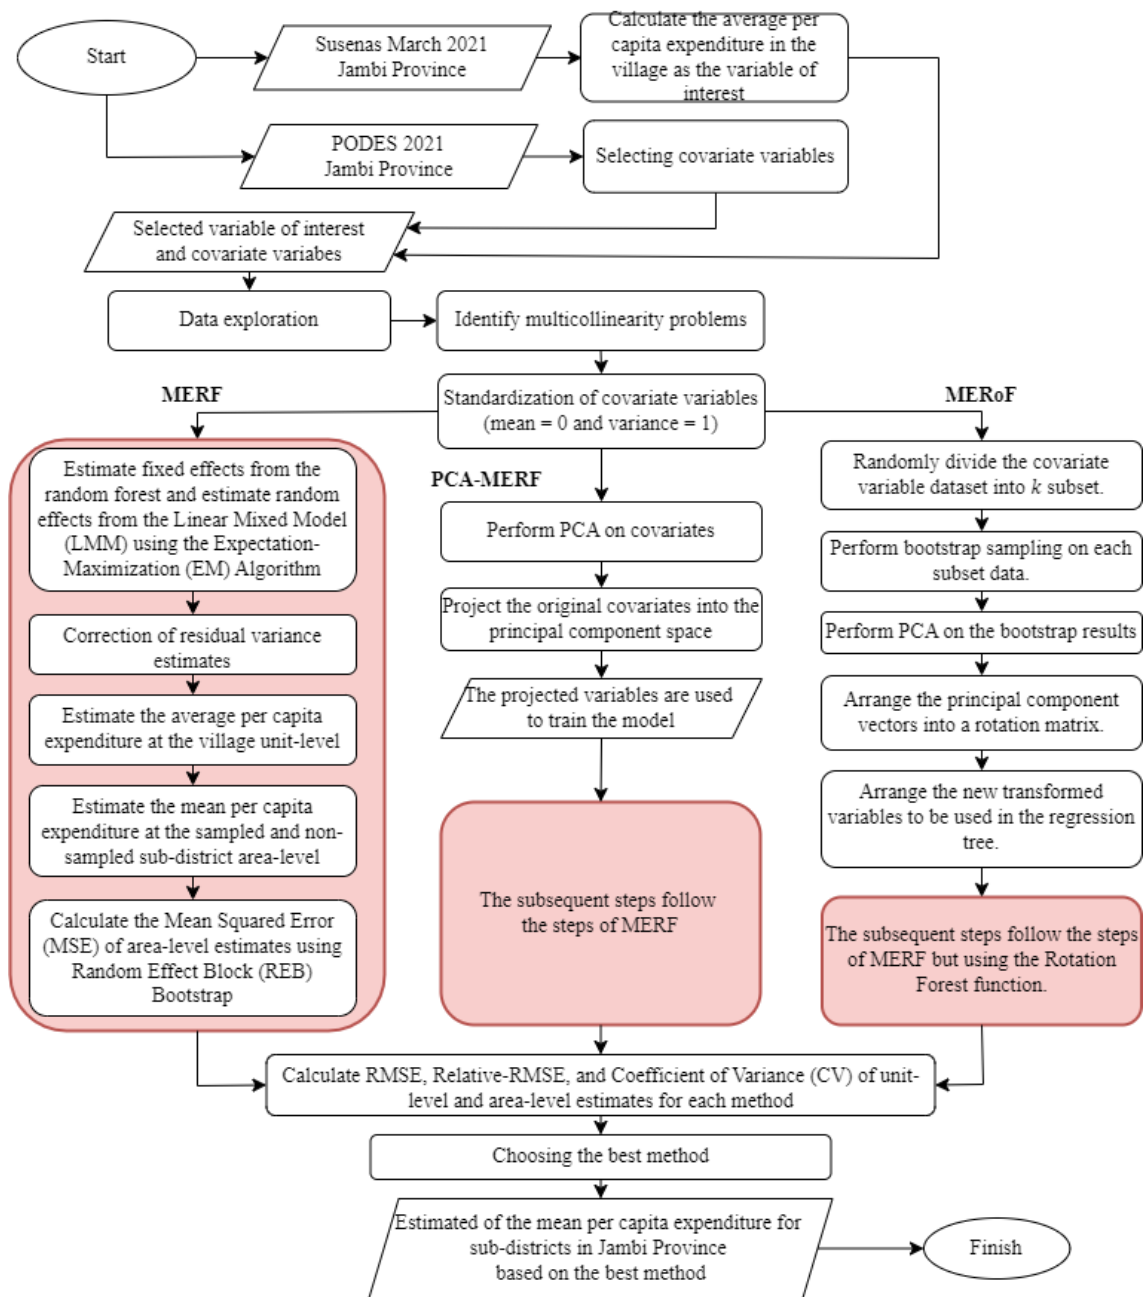 Start
Susenas March 2021
Jambi Province
Calculate the average per
capita expenditure in the
village as the variable of
interest
PODES 2021
Jambi Province
Selecting covariate variables
Selected variable of interest
and covariate variabes
Data exploration
Identify multicollinearity problems
Standardization of covariate variables
(mean = 0 and variance = 1)
MERF
Estimate fixed effects from the
random forest and estimate random
effects from the Linear Mixed Model
(LMM) using the Expectation-
Maximization (EM) Algorithm
Correction of residual variance
estimates
Estimate the average per capita
expenditure at the village unit-level
Estimate the mean per capita
expenditure at the sampled and non-
sampled sub-district area-level
Calculate the Mean Squared Error
(MSE) of area-level estimates using
Random Effect Block (REB)
Bootstrap
PCA-MERF
Perform PCA on covariates
Project the original covariates into the
principal component space
The projected variables are used
to train the model
The subsequent steps follow
the steps of MERF
MERoF
Randomly divide the covariate
variable dataset into k subset.
Perform bootstrap sampling on each
subset data.
Perform PCA on the bootstrap results
Arrange the principal component
vectors into a rotation matrix.
Arrange the new transformed
variables to be used in the regression
tree.
The subsequent steps follow the steps
of MERF but using the Rotation
Forest function.
Calculate RMSE, Relative-RMSE, and Coefficient of Variance (CV) of unit-
level and area-level estimates for each method
Choosing the best method
Estimated of the mean per capita expenditure for
sub-districts in Jambi Province
based on the best method
Finish